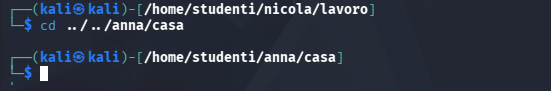 ┌──(kali㉿kali)-[/home/studenti/nicola/lavoro]
└─$ cd ../../anna/casa
┌──(kali㉿kali)-[/home/studenti/anna/casa]
└─$